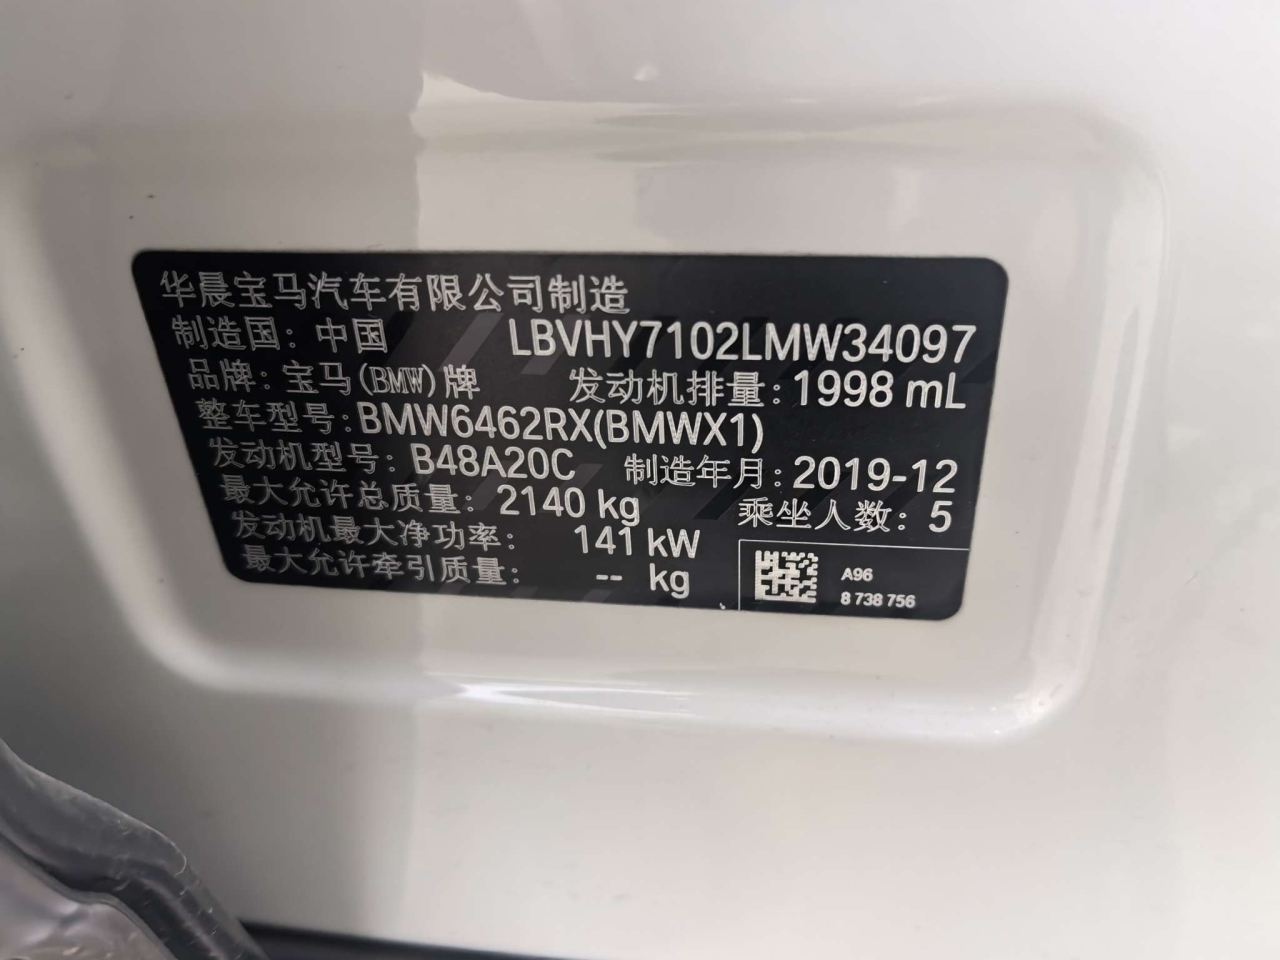 华晨宝马汽车有限公司制造
制造国: 中国 LBVHY7102LMW34097
品牌: 宝马(BMW)牌 发动机排量: 1998 mL
整车型号: BMW6462RX(BMWX1)
发动机型号: B48A20C 制造年月: 2019-12
最大允许总质量: 2140 kg 乘坐人数: 5
发动机最大净功率: 141 kW
最大允许牵引质量: -- kg
A96
8 738 756